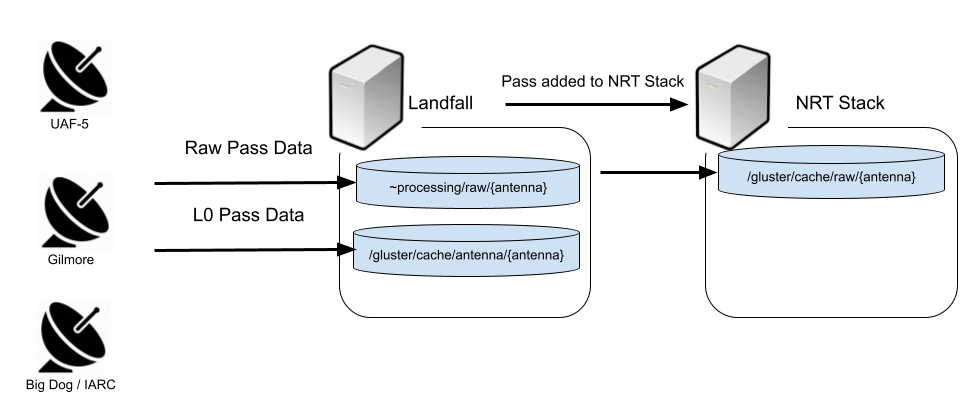 UAF-5
Gilmore
Big Dog / IARC
Raw Pass Data
L0 Pass Data
Landfall
~processing/raw/{antenna}
/gluster/cache/antenna/{antenna}
Pass added to NRT Stack
NRT Stack
/gluster/cache/raw/{antenna}